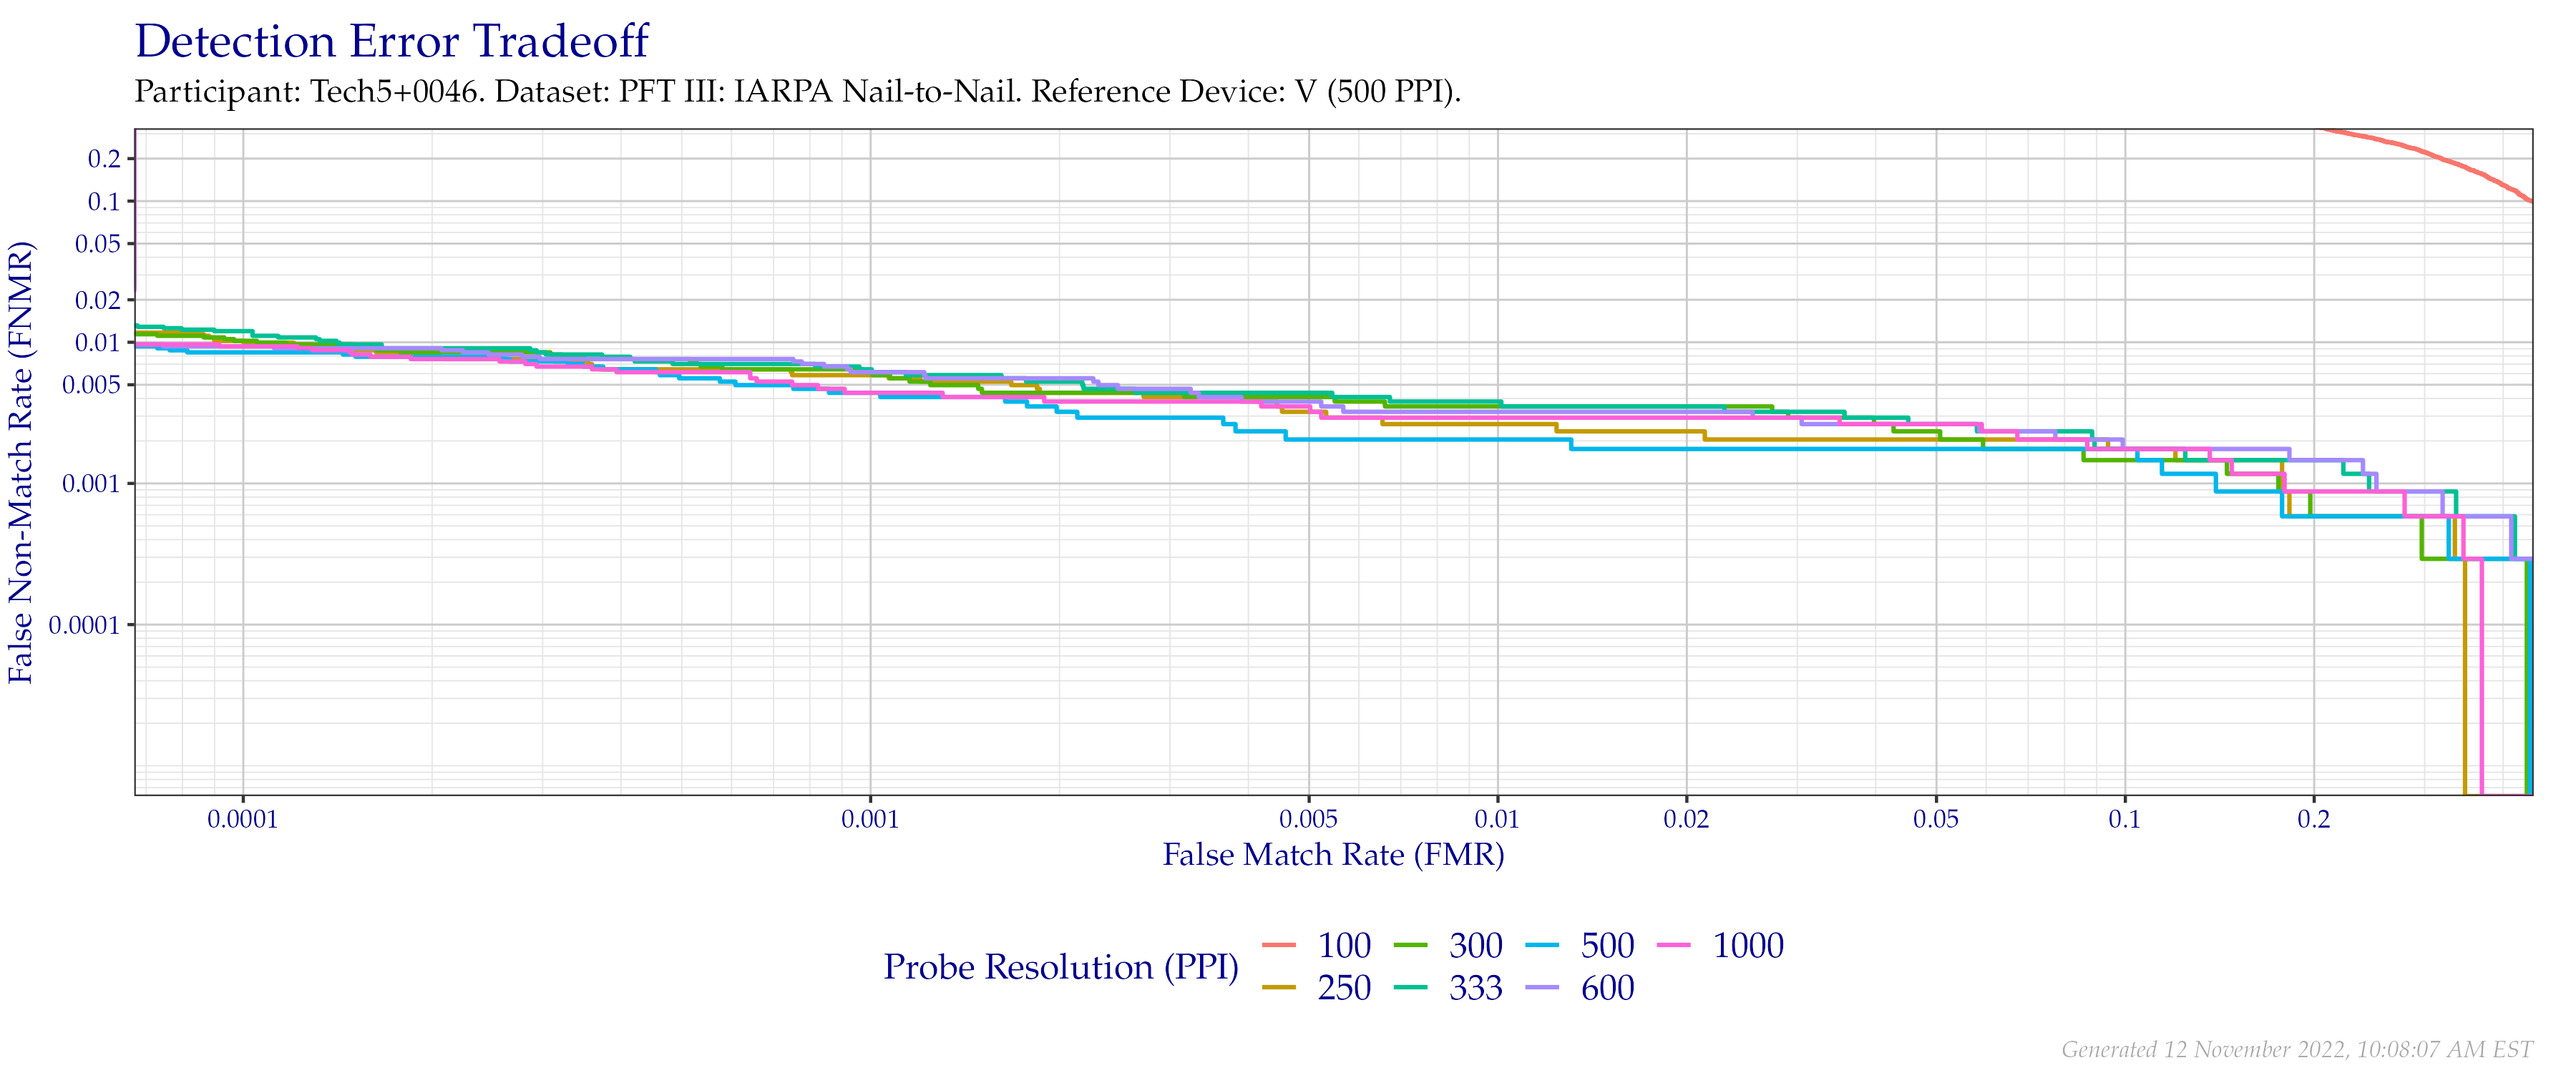 Detection Error Tradeoff
Participant: Tech5+0046. Dataset: PFT III: IARPA Nail-to-Nail. Reference Device: V (500 PPI).
False Non-Match Rate (FNMR)
0.2
0.1
0.05
0.02
0.01
0.005
0.001
0.0001
0.0001 0.001 0.005 0.01 0.02 0.05 0.1 0.2
False Match Rate (FMR)
Probe Resolution (PPI)
100 300 500 1000
250 333 600
Generated 12 November 2022, 10:08:07 AM EST